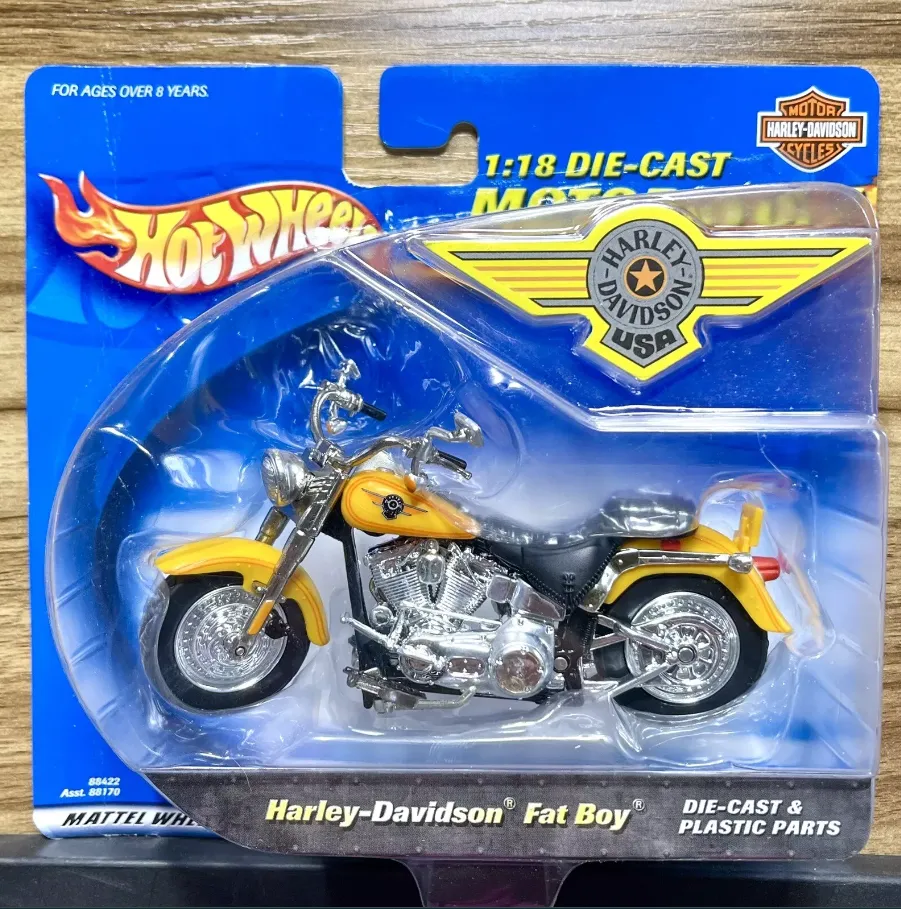 FOR AGES OVER 8 YEARS.
MOTOR
HARLEY-DAVIDSON
CYCLES
1:18 DIE-CAST
HOT WHEEL
HARLEY-
DAVIDSON
USA
88422
Asst. 88170
MATTEL WHE
Harley-Davidson® Fat Boy®
DIE-CAST &
PLASTIC PARTS